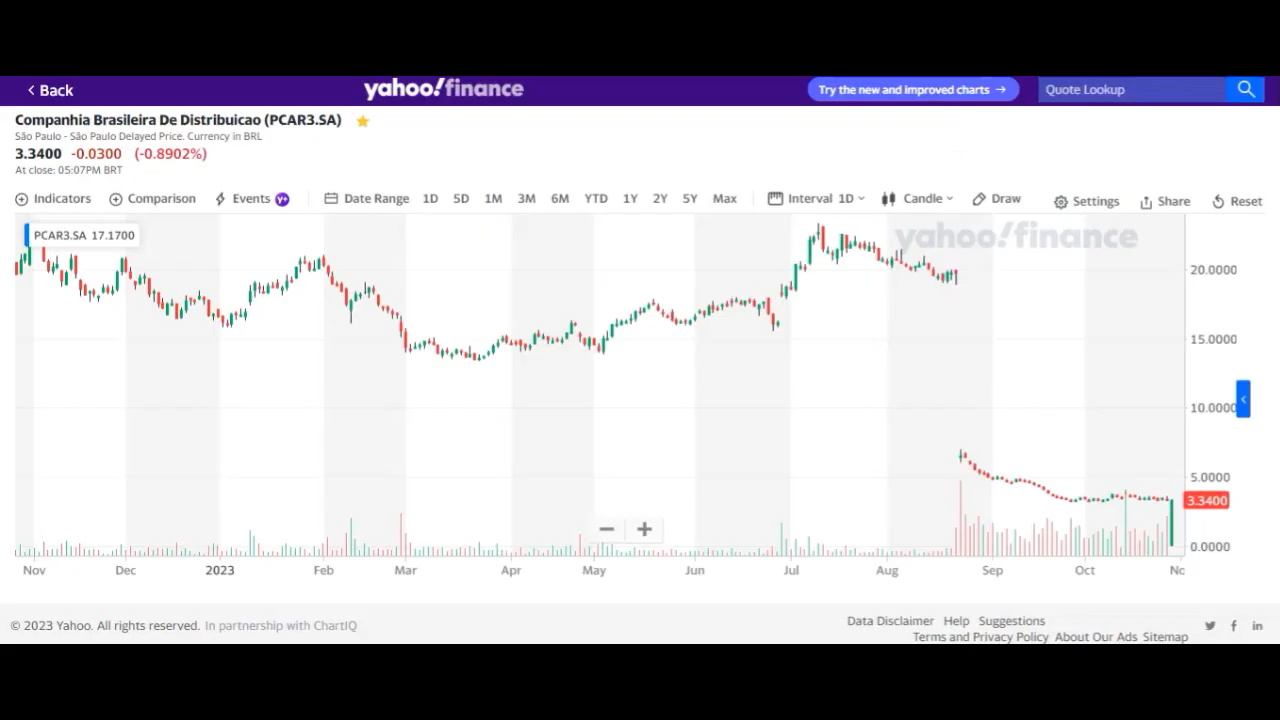 Back
yahoo!finance
Try the new and improved charts →
Quote Lookup
Companhia Brasileira De Distribuicao (PCAR3.SA)
São Paulo - São Paulo Delayed Price. Currency in BRL
3.3400 -0.0300 (-0.8902%)
At close: 05:07PM BRT
Indicators Comparison Events Y+ Date Range 1D 5D 1M 3M 6M YTD 1Y 2Y 5Y Max Interval 1D Candle Draw Settings Share Reset
PCAR3.SA 17.1700
yahoo!finance
20.0000
15.0000
10.0000
5.0000
3.3400
0.0000
Nov Dec 2023 Feb Mar Apr May Jun Jul Aug Sep Oct Nc
© 2023 Yahoo. All rights reserved. In partnership with ChartIQ
Data Disclaimer Help Suggestions
Terms and Privacy Policy About Our Ads Sitemap